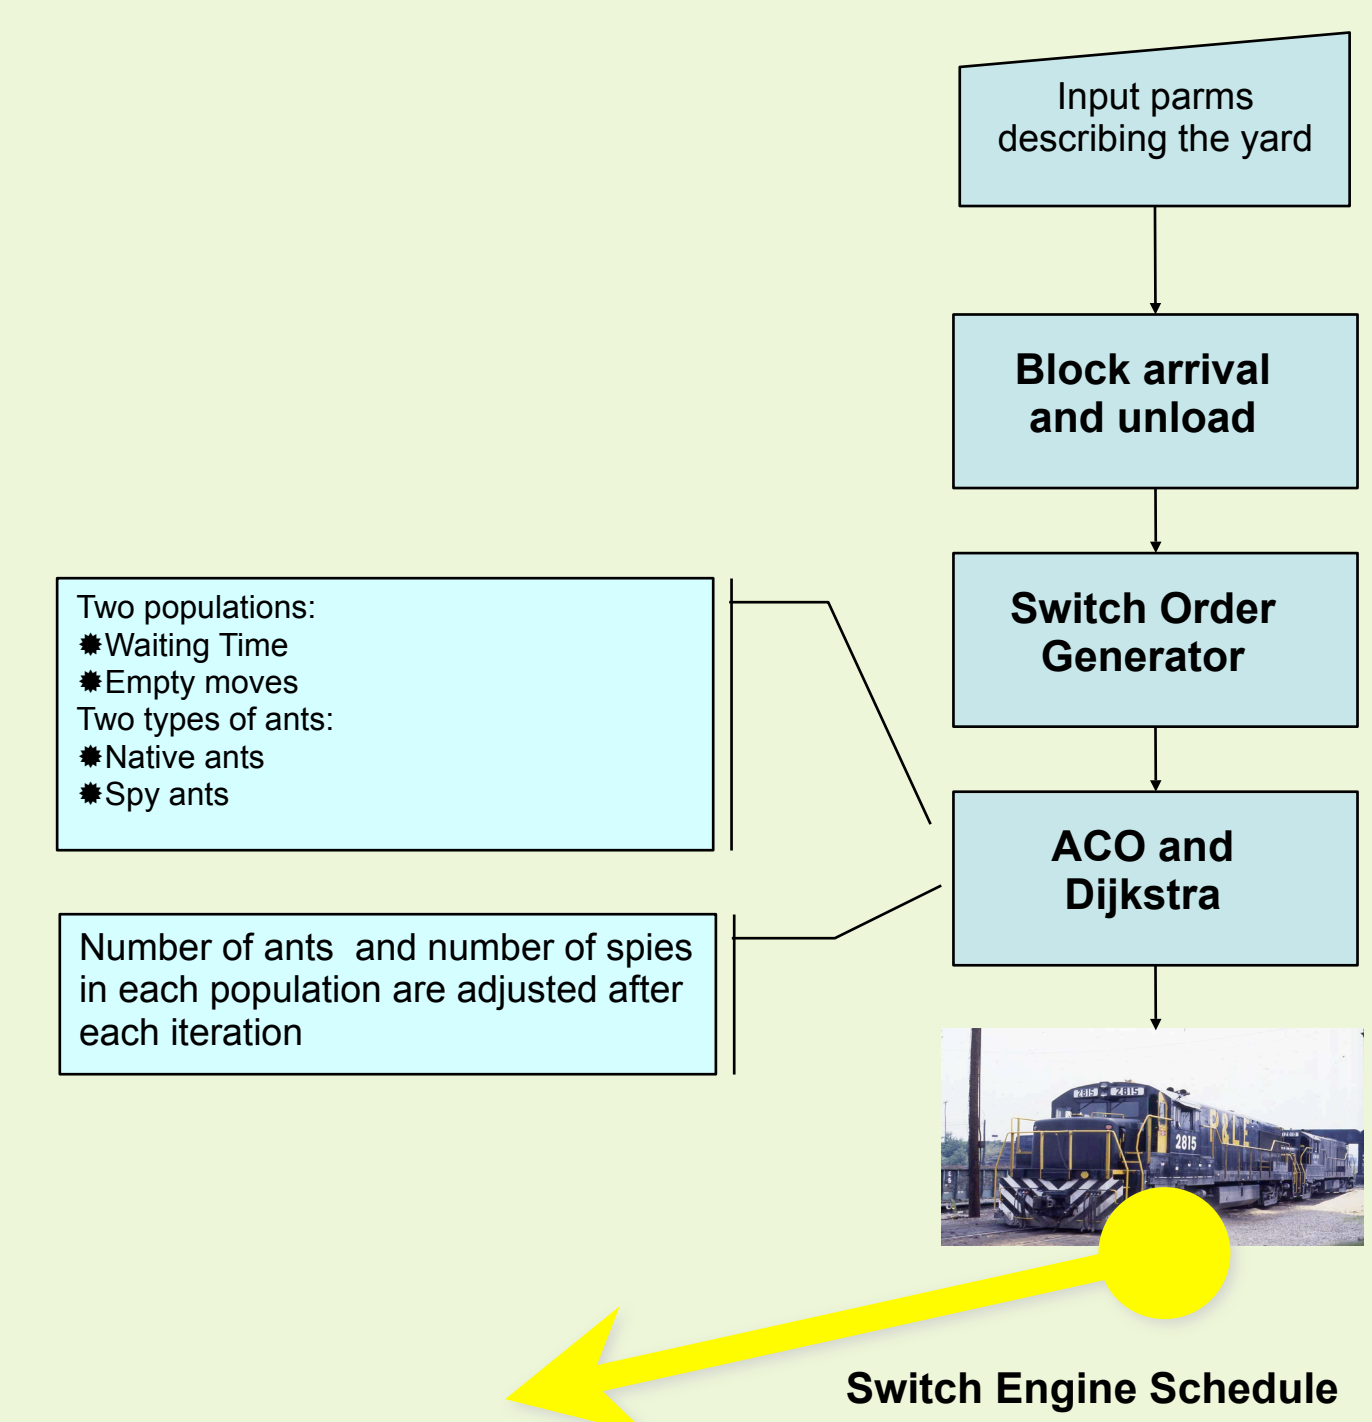 Input parms
describing the yard
Block arrival
and unload
Switch Order
Generator
Two populations:
✹Waiting Time
✹Empty moves
Two types of ants:
✹Native ants
✹Spy ants
ACO and
Dijkstra
Number of ants  and number of spies
in each population are adjusted after
each iteration
2815 2815
2815
P&LE
Switch Engine Schedule